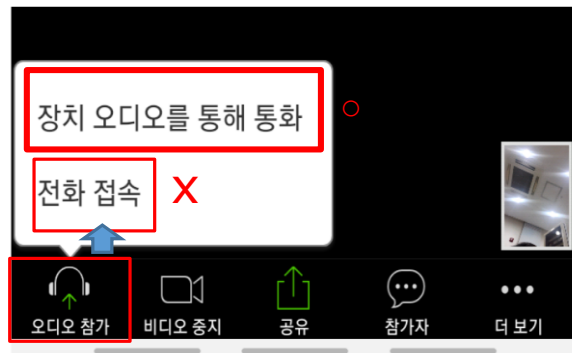 장치 오디오를 통해 통화 ○
전화 접속 X
오디오 참가 비디오 중지 공유 참가자 더 보기